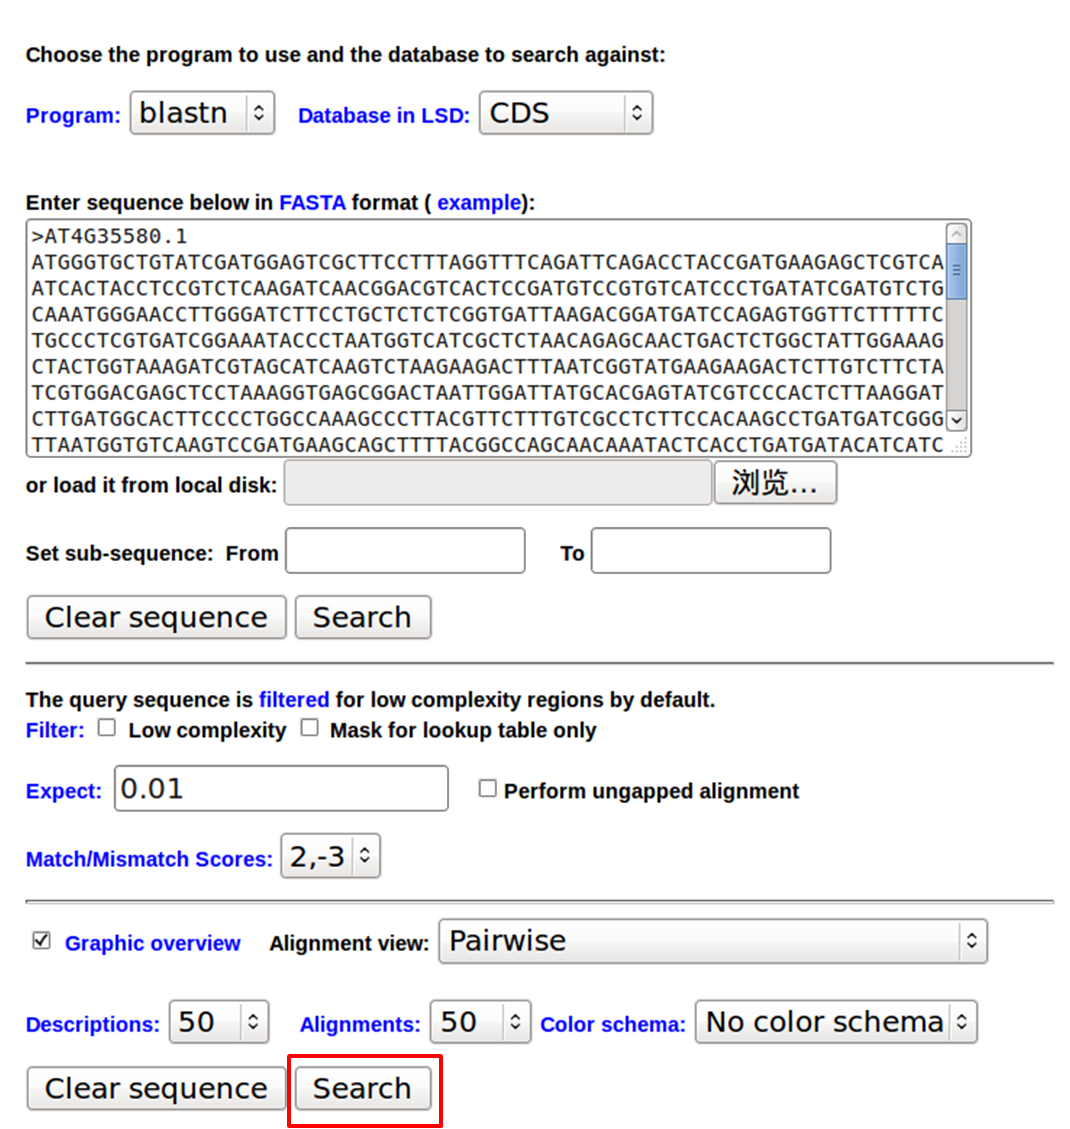 Choose the program to use and the database to search against:
Program: blastn Database in LSD: CDS
Enter sequence below in FASTA format ( example):
>AT4G35580.1
ATGGGTGCTGTATCGATGGAGTCGCTTCCTTTAGGTTTCAGATTCAGACCTACCGATGAAGAGCTCGTCA
ATCACTACCTCCGTCTCAAGATCAACGGACGTCACTCCGATGTCCGTGTCATCCCTGATATCGATGTCTG
CAAATGGGAACCTTGGGATCTTCCTGCTCTCTCGGTGATTAAGACGGATGATCCAGAGTGGTTCTTTTTC
TGCCCTCGTGATCGGAAATACCCTAATGGTCATCGCTCTAACAGAGCAACTGACTCTGGCTATTGGAAAG
CTACTGGTAAAGATCGTAGCATCAAGTCTAAGAAGACTTTAATCGGTATGAAGAAGACTCTTGTCTTCTA
TCGTGGACGAGCTCCTAAAGGTGAGCGGACTAATTGGATTATGCACGAGTATCGTCCCACTCTTAAGGAT
CTTGATGGCACTTCCCCTGGCCAAAGCCCTTACGTTCTTTGTCGCCTCTTCCACAAGCCTGATGATCGGG
TTAATGGTGTCAAGTCCGATGAAGCAGCTTTTACGGCCAGCAACAAATACTCACCTGATGATACATCATC
or load it from local disk: 浏览...
Set sub-sequence: From To
Clear sequence Search
The query sequence is filtered for low complexity regions by default.
Filter: Low complexity Mask for lookup table only
Expect: 0.01 Perform ungapped alignment
Match/Mismatch Scores: 2,-3
Graphic overview Alignment view: Pairwise
Descriptions: 50 Alignments: 50 Color schema: No color schema
Clear sequence Search